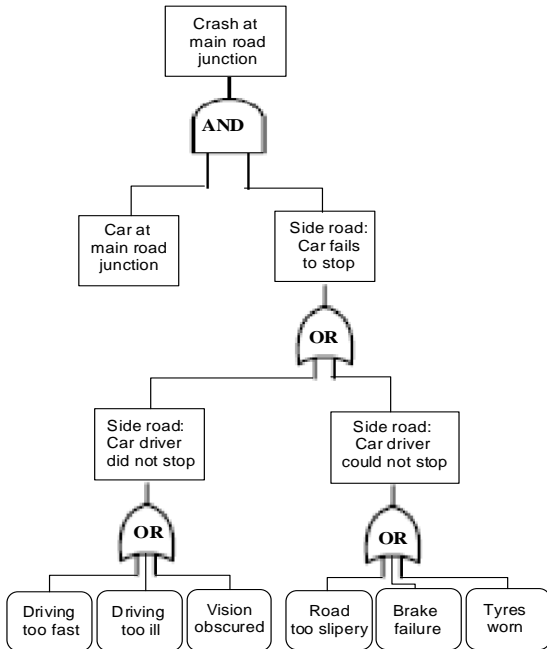 Crash at
main road
junction
AND
Car at
main road
junction
Side road:
Car fails
to stop
OR
Side road:
Car driver
did not stop
Side road:
Car driver
could not stop
OR
OR
Driving
too fast
Driving
too ill
Vision
obscured
Road
too slipery
Brake
failure
Tyres
worn